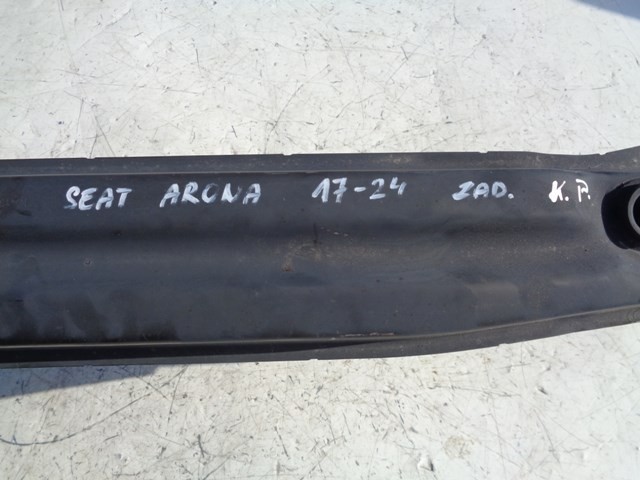 SEAT ARONA 17-24 ZAD. K.P.